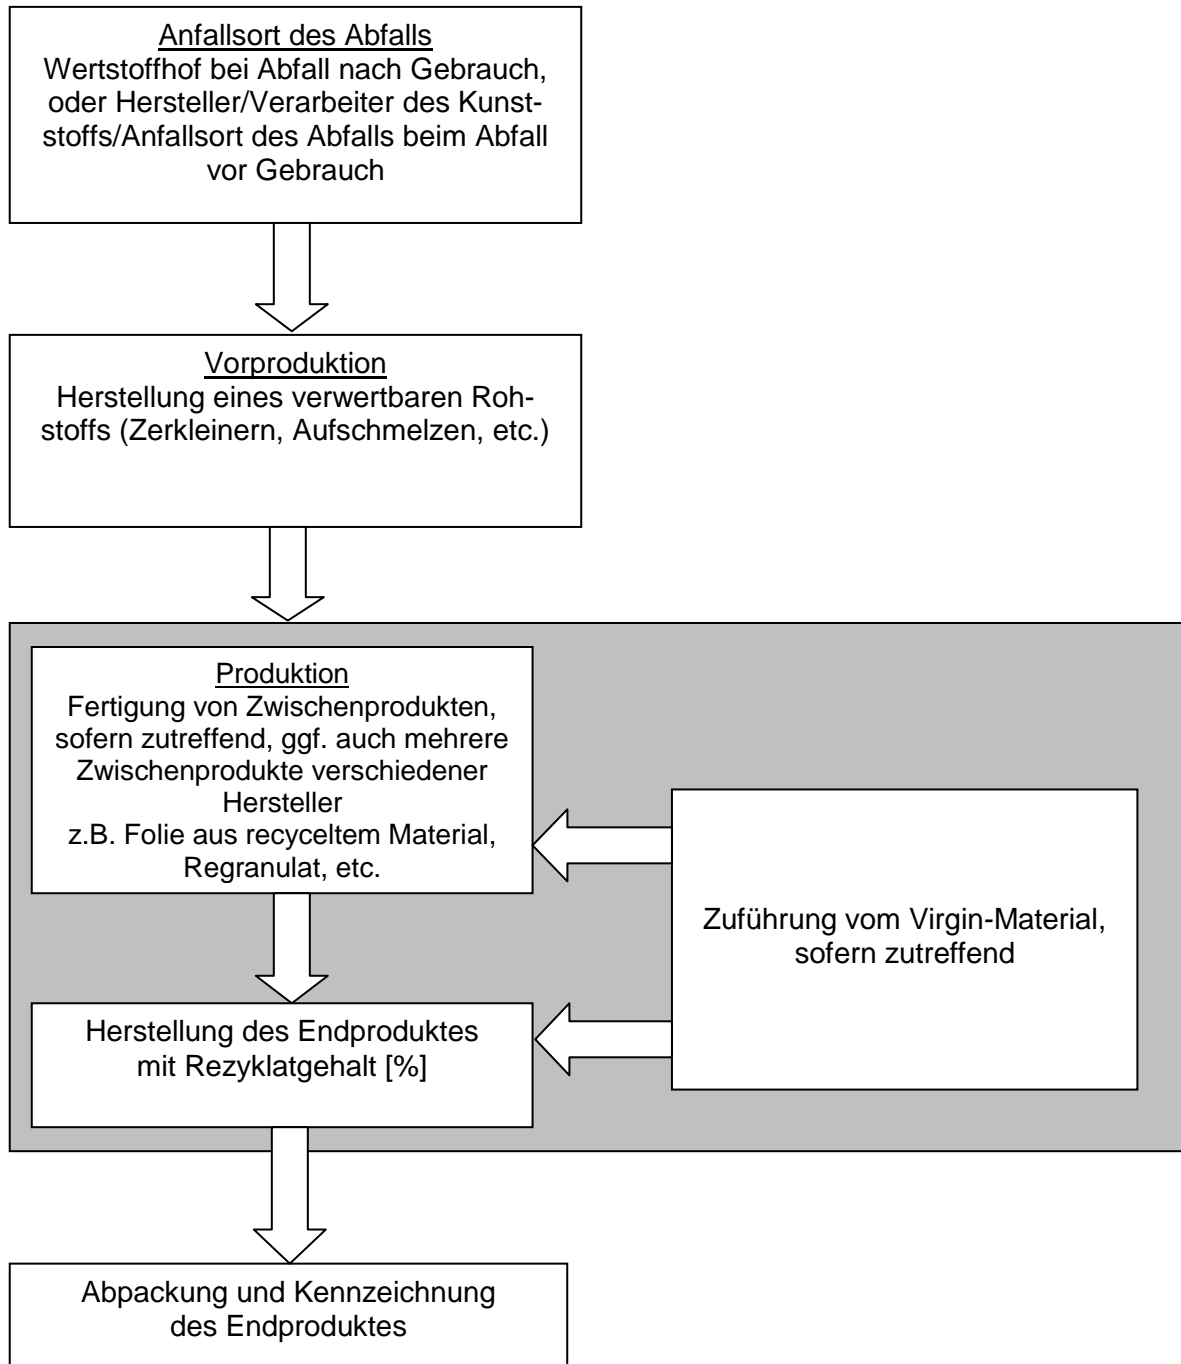 Anfallsort des Abfalls
Wertstoffhof bei Abfall nach Gebrauch,
oder Hersteller/Verarbeiter des Kunst-
stoffs/Anfallsort des Abfalls beim Abfall
vor Gebrauch
Vorproduktion
Herstellung eines verwertbaren Roh-
stoffs (Zerkleinern, Aufschmelzen, etc.)
Produktion
Fertigung von Zwischenprodukten,
sofern zutreffend, ggf. auch mehrere
Zwischenprodukte verschiedener
Hersteller
z.B. Folie aus recyceltem Material,
Regranulat, etc.
Zuführung vom Virgin-Material,
sofern zutreffend
Herstellung des Endproduktes
mit Rezyklatgehalt [%]
Abpackung und Kennzeichnung
des Endproduktes